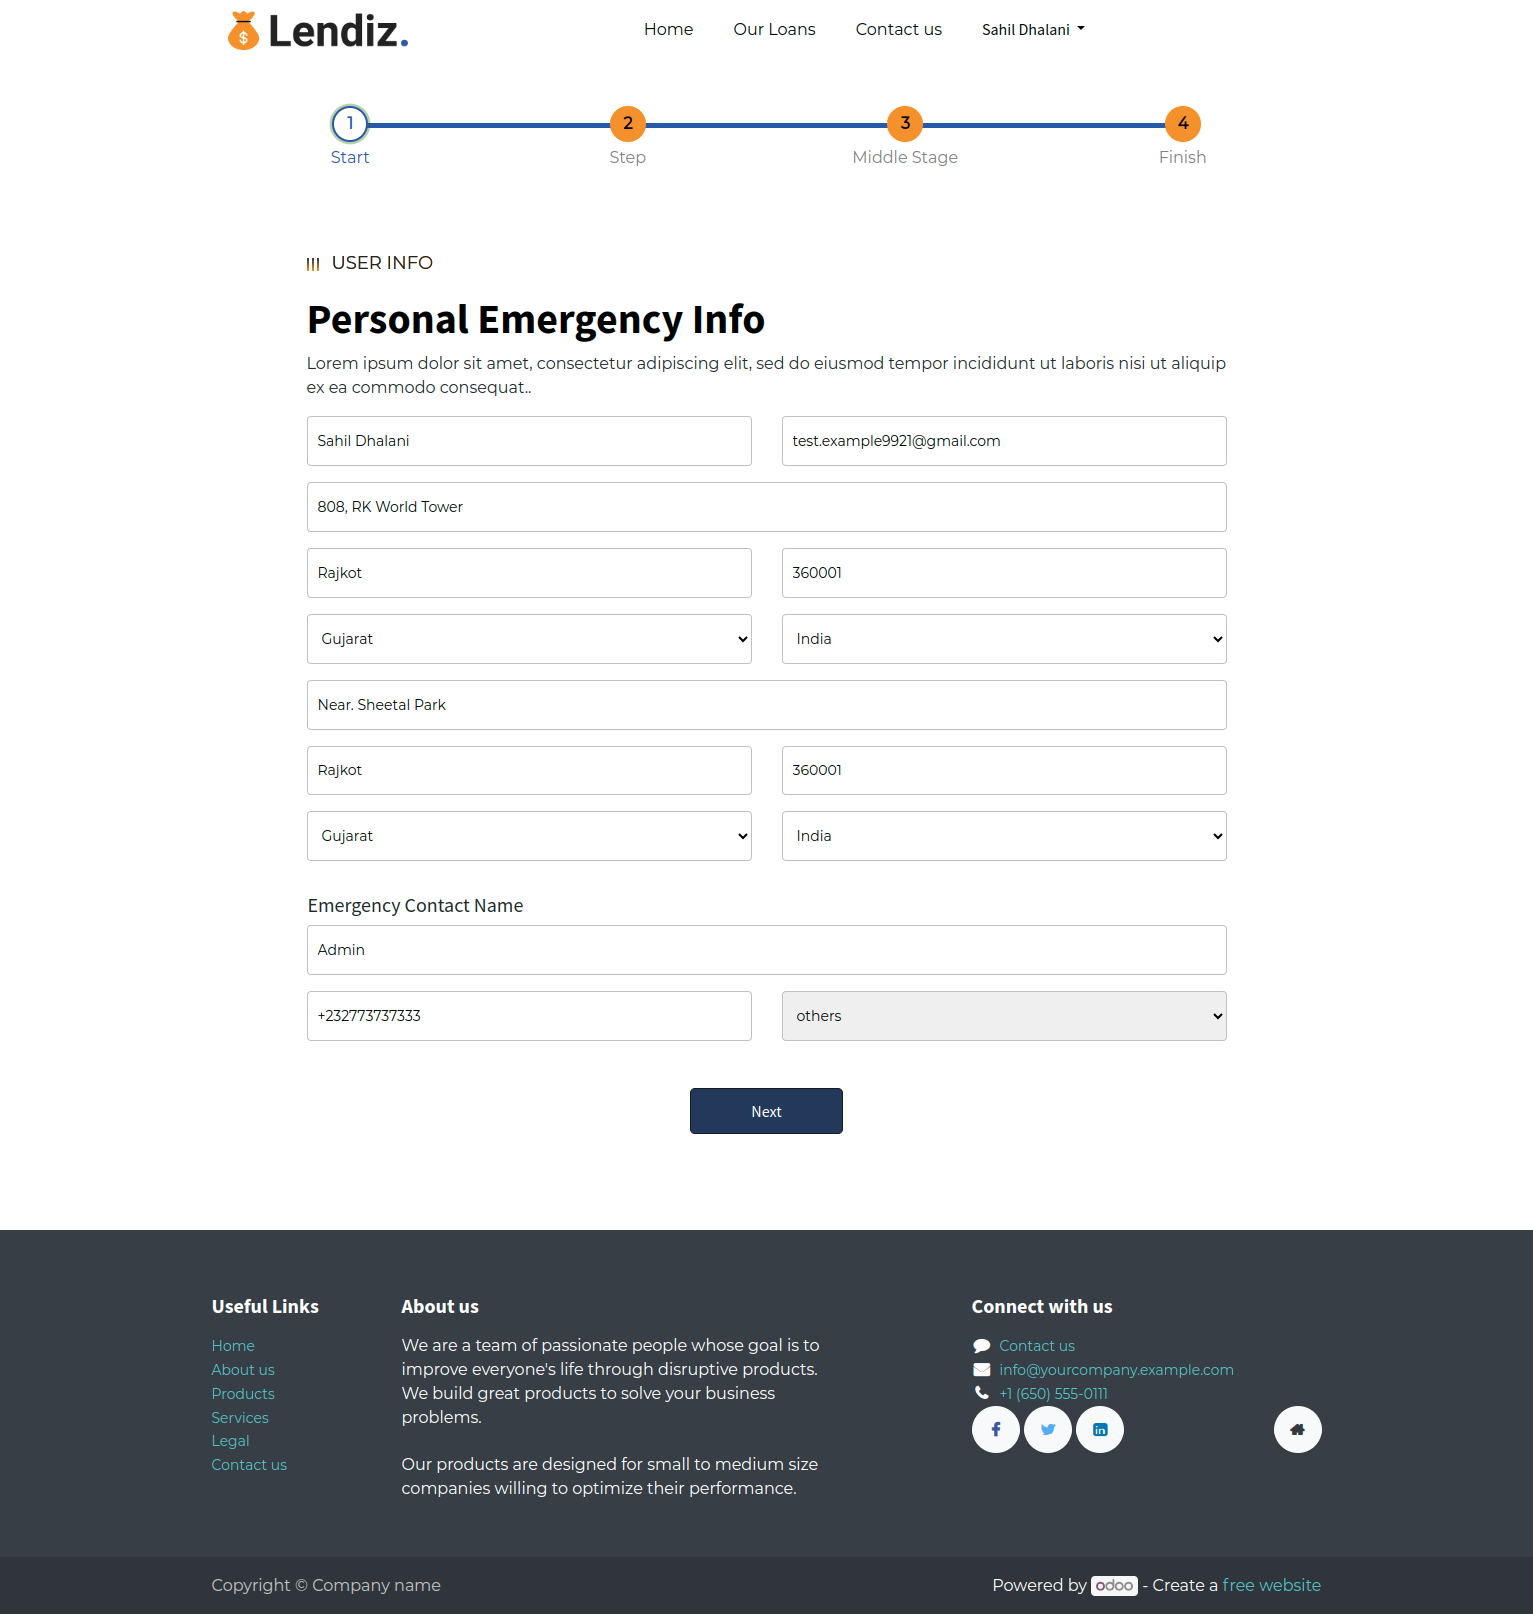 Lendiz.
Home Our Loans Contact us Sahil Dhalani
1 2 3 4
Start Step Middle Stage Finish
USER INFO
Personal Emergency Info
Lorem ipsum dolor sit amet, consectetur adipiscing elit, sed do eiusmod tempor incididunt ut laboris nisi ut aliquip
ex ea commodo consequat..
Sahil Dhalani test.example9921@gmail.com
808, RK World Tower
Rajkot 360001
Gujarat India
Near. Sheetal Park
Rajkot 360001
Gujarat India
Emergency Contact Name
Admin
+232773737333 others
Next
Useful Links
Home
About us
Products
Services
Legal
Contact us
About us
We are a team of passionate people whose goal is to
improve everyone's life through disruptive products.
We build great products to solve your business
problems.
Our products are designed for small to medium size
companies willing to optimize their performance.
Connect with us
Contact us
info@yourcompany.example.com
+1 (650) 555-0111
Copyright © Company name
Powered by odoo - Create a free website